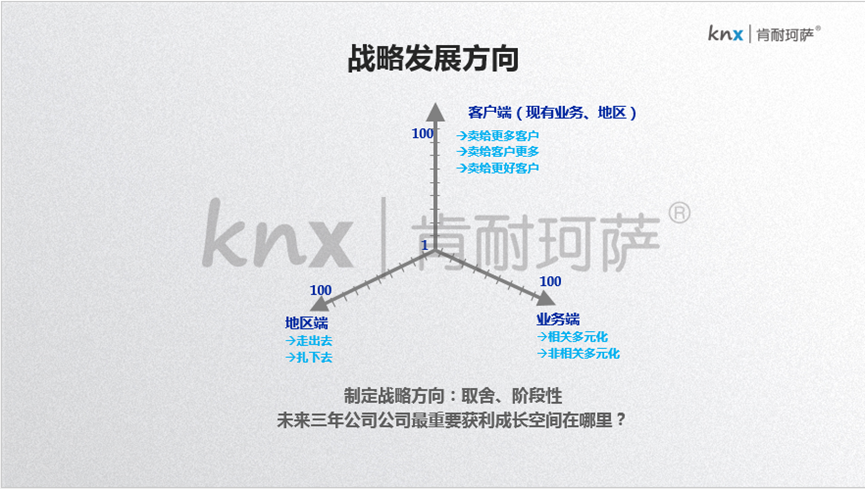 knx | 肯耐珂萨®
战略发展方向
客户端（现有业务、地区）
100
→卖给更多客户
→卖给客户更多
→卖给更好客户
knx | 肯耐珂萨®
1
100
地区端
→走出去
→扎下去
100
业务端
→相关多元化
→非相关多元化
制定战略方向：取舍、阶段性
未来三年公司公司最重要获利成长空间在哪里？